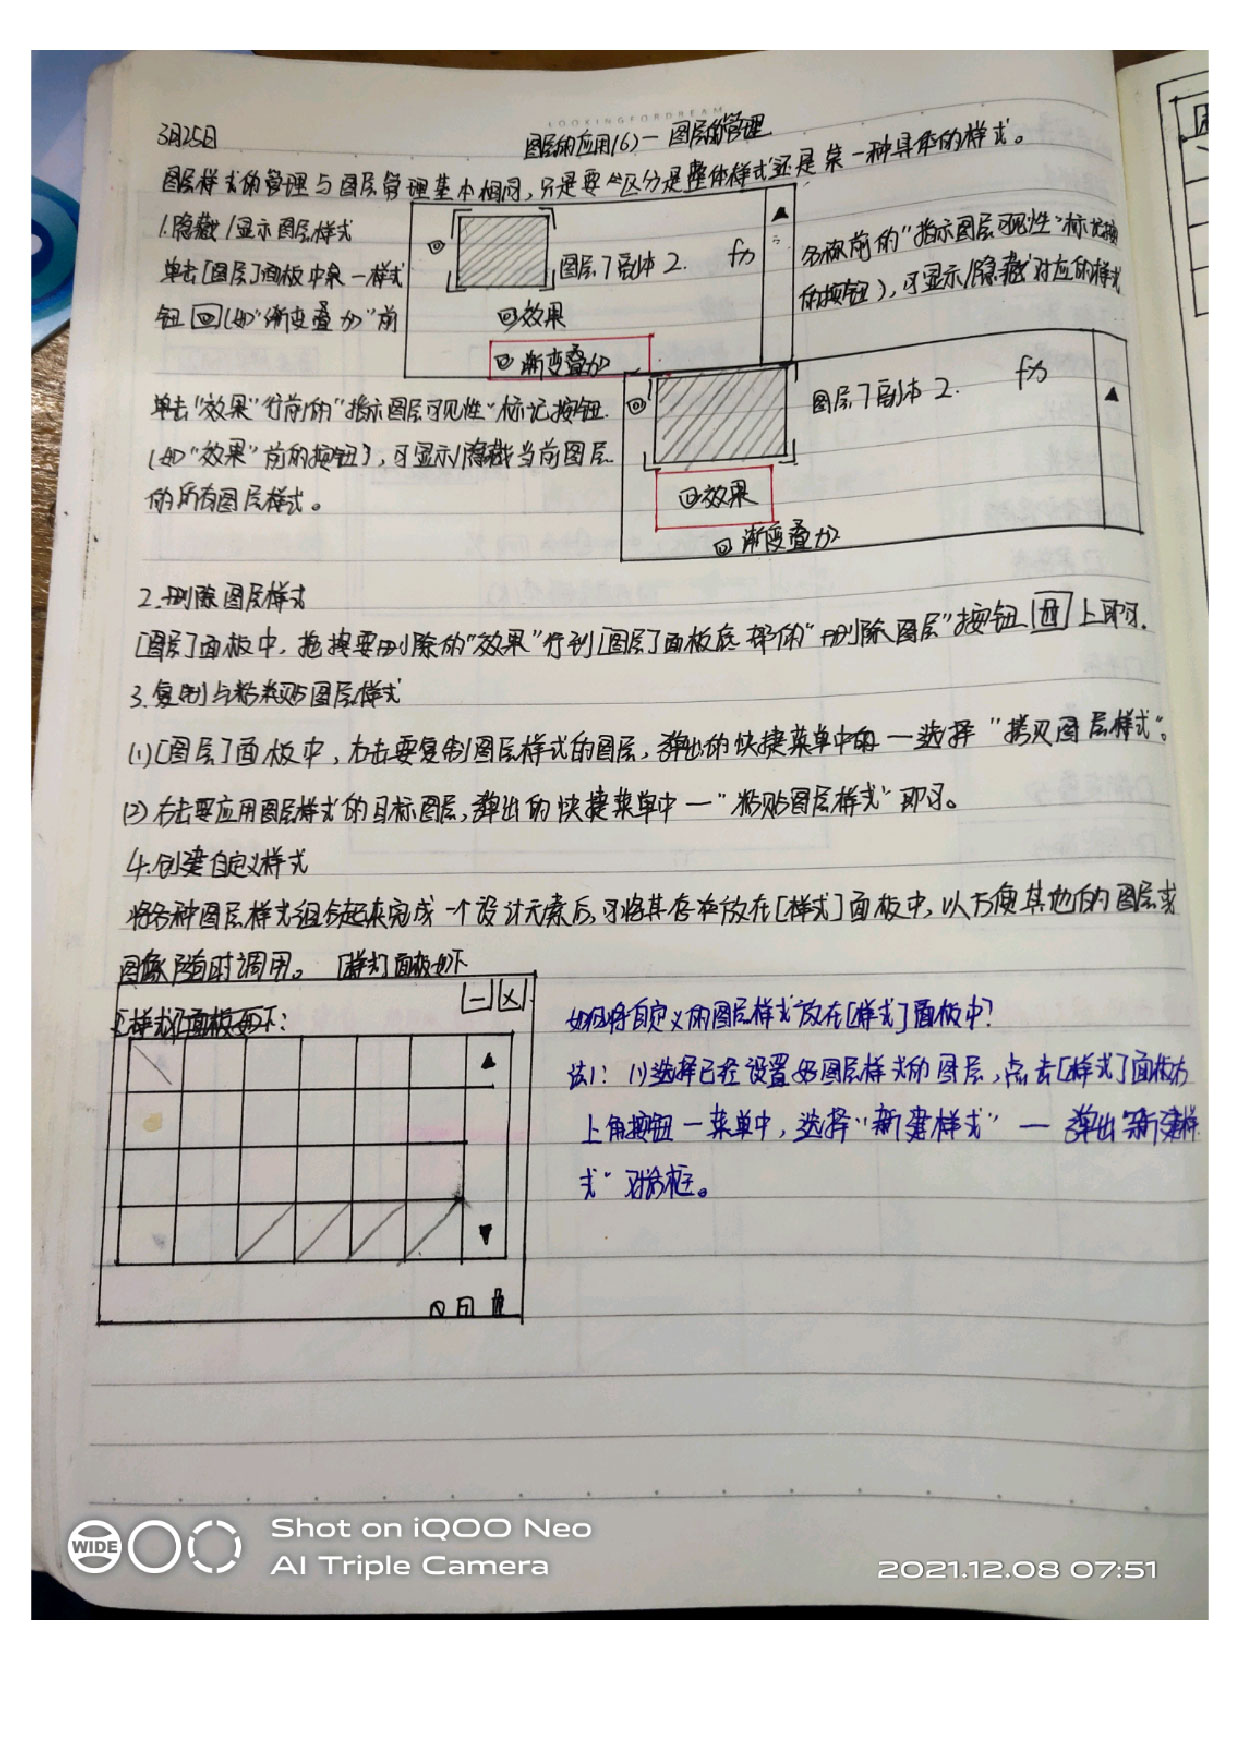 LOOKINGFORDREAM
3月25日
图层的应用(6)一图层的管理
图层样式的管理与图层管理基本相同,只是要区分是整体样式还是某一种具体的样式。
1.隐藏/显示图层样式
单击[图层]面板中某一样式
名称前的"指示图层可见性"标记按
钮(如"渐变叠加"前
的按钮),可显示/隐藏对应的样式
图层7副本2.
fx
效果
渐变叠加
单击"效果"行前的"指示图层可见性"标记按钮
(如"效果"前的按钮),可显示/隐藏当前图层
的所有图层样式。
图层7副本2.
fx
效果
渐变叠加
2.删除图层样式
[图层]面板中,拖拽要删除的"效果"行到[图层]面板底部的"删除图层"按钮上即可.
3.复制与粘贴图层样式
(1)[图层]面板中,右击要复制图层样式的图层,弹出的快捷菜单中一选择"拷贝图层样式"。
(2)右击要应用图层样式的目标图层,弹出的快捷菜单中一"粘贴图层样式"即可。
4.创建自定义样式
将各种图层样式组合起来完成一个设计元素后,可将其存放在[样式]面板中,以方便其他的图层或
图像随时调用。 [样式]面板如下
[样式]面板如下:
如何将自定义的图层样式放在[样式]面板中?
法1:(1)选择已经设置好图层样式的图层,点击[样式]面板右
上角按钮一菜单中,选择"新建样式"一弹出"新建样
式"对话框。
WIDE
Shot on iQOO Neo
AI Triple Camera
2021.12.08 07:51